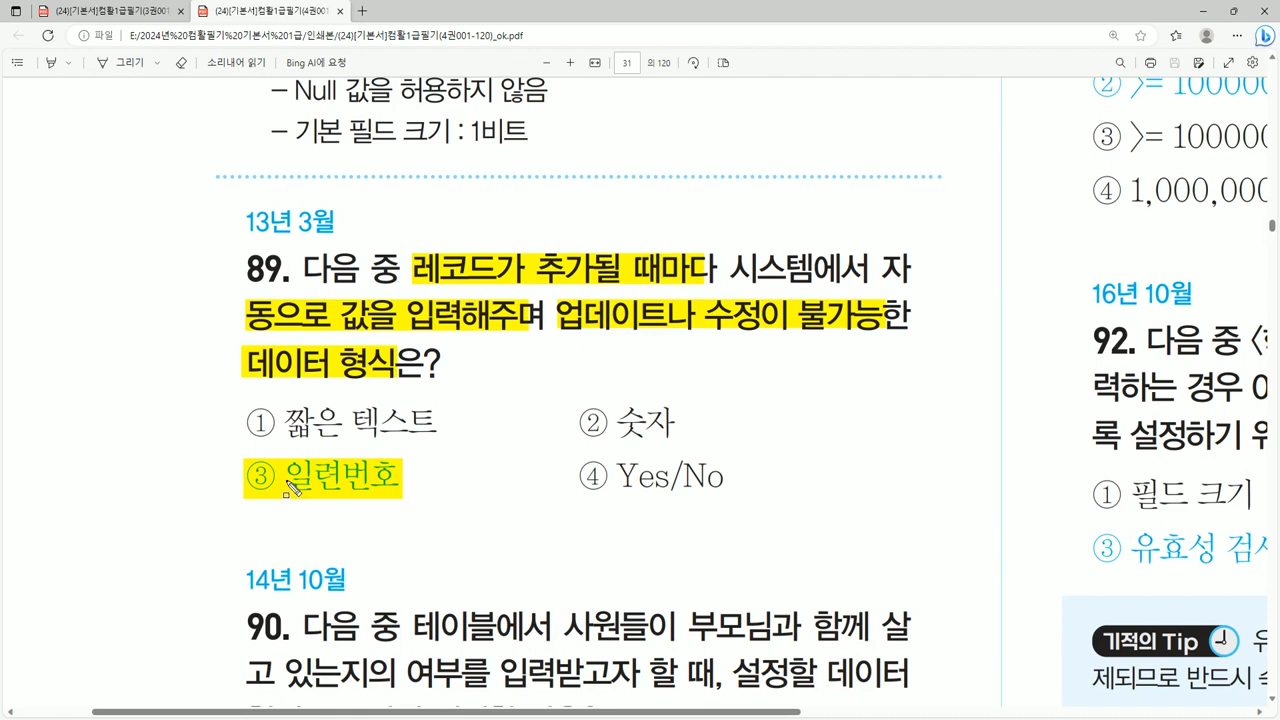 (24)[기본서]컴활1급필기(3권001
(24)[기본서]컴활1급필기(4권001
파일 E:/2024년%20컴활필기%20기본서%201급/인쇄본/(24)[기본서]컴활1급필기(4권001-120)_ok.pdf
그리기 소리내어 읽기 Bing AI에 요청 31 의 120
– Null 값을 허용하지 않음
– 기본 필드 크기 : 1비트
13년 3월
89. 다음 중 레코드가 추가될 때마다 시스템에서 자
동으로 값을 입력해주며 업데이트나 수정이 불가능한
데이터 형식은?
① 짧은 텍스트 ② 숫자
③ 일련번호 ④ Yes/No
14년 10월
90. 다음 중 테이블에서 사원들이 부모님과 함께 살
고 있는지의 여부를 입력받고자 할 때, 설정할 데이터
② >= 100000
③ >= 100000
④ 1,000,000
16년 10월
92. 다음 중
력하는 경우
록 설정하기
① 필드 크기
③ 유효성 검사
기적의 Tip
제되므로 반드시